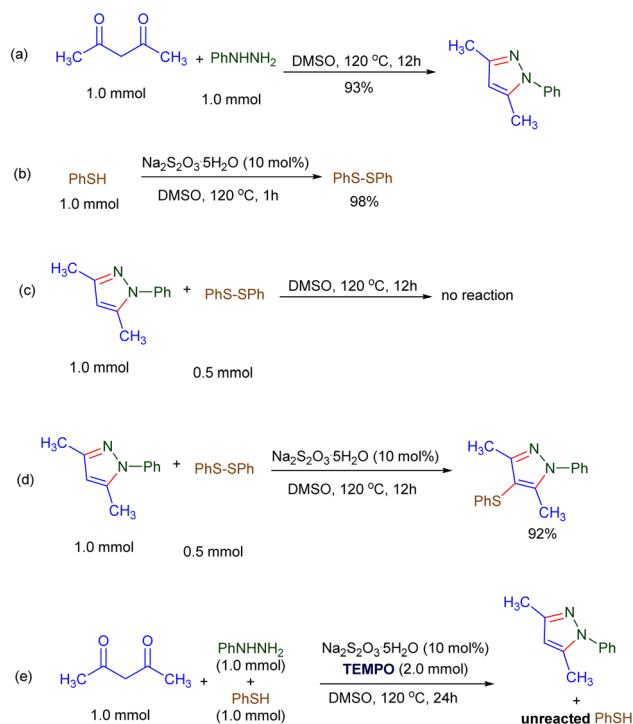 (a)
O O
H₃C CH₃
1.0 mmol
+ PhNHNH₂
1.0 mmol
DMSO, 120 ºC, 12h
93%
H₃C N
N Ph
CH₃
(b)
PhSH
1.0 mmol
Na₂S₂O₃·5H₂O (10 mol%)
DMSO, 120 ºC, 1h
PhS-SPh
98%
(c)
H₃C N
N Ph
CH₃
1.0 mmol
+ PhS-SPh
0.5 mmol
DMSO, 120 ºC, 12h
no reaction
(d)
H₃C N
N Ph
CH₃
1.0 mmol
+ PhS-SPh
0.5 mmol
Na₂S₂O₃·5H₂O (10 mol%)
DMSO, 120 ºC, 12h
H₃C N
N Ph
PhS
CH₃
92%
(e)
O O
H₃C CH₃
1.0 mmol
+
PhNHNH₂
(1.0 mmol)
+
PhSH
(1.0 mmol)
Na₂S₂O₃·5H₂O (10 mol%)
TEMPO (2.0 mmol)
DMSO, 120 ºC, 24h
H₃C N
N Ph
CH₃
+
unreacted PhSH